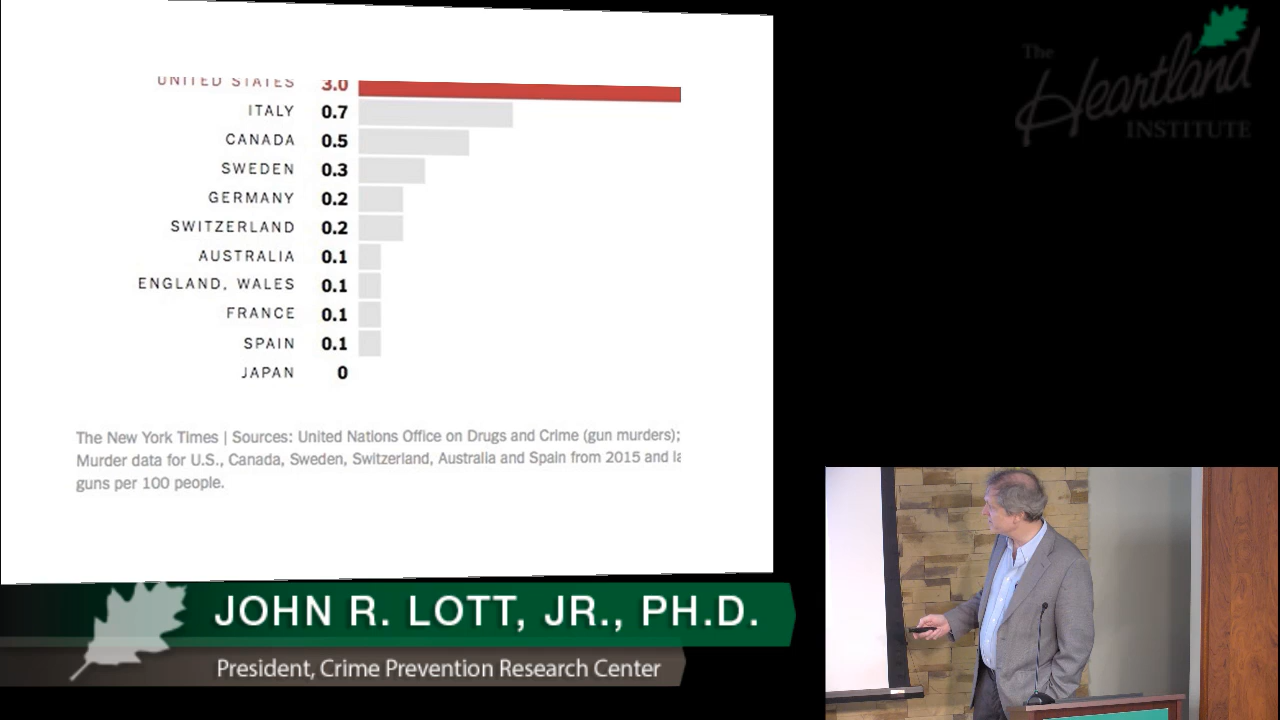 UNITED STATES 3.0
ITALY 0.7
CANADA 0.5
SWEDEN 0.3
GERMANY 0.2
SWITZERLAND 0.2
AUSTRALIA 0.1
ENGLAND, WALES 0.1
FRANCE 0.1
SPAIN 0.1
JAPAN 0
The New York Times | Sources: United Nations Office on Drugs and Crime (gun murders);
Murder data for U.S., Canada, Sweden, Switzerland, Australia and Spain from 2015 and
guns per 100 people.
The
Heartland
INSTITUTE
JOHN R. LOTT, JR., PH.D.
President, Crime Prevention Research Center